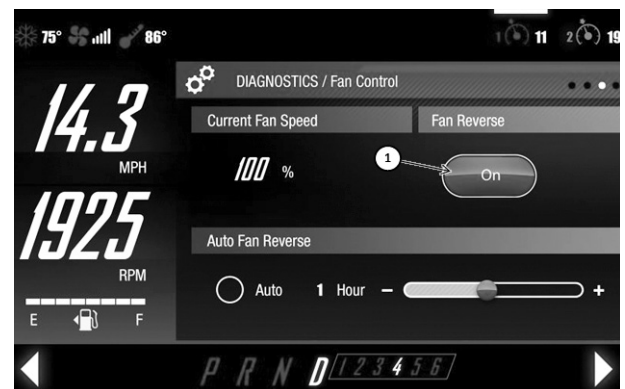 75° 86° 1 11 2 19
DIAGNOSTICS / Fan Control
14.3
MPH
Current Fan Speed Fan Reverse
100 %
1
On
1925
RPM
Auto Fan Reverse
Auto 1 Hour − +
E F
P R N D 1 2 3 4 5 6